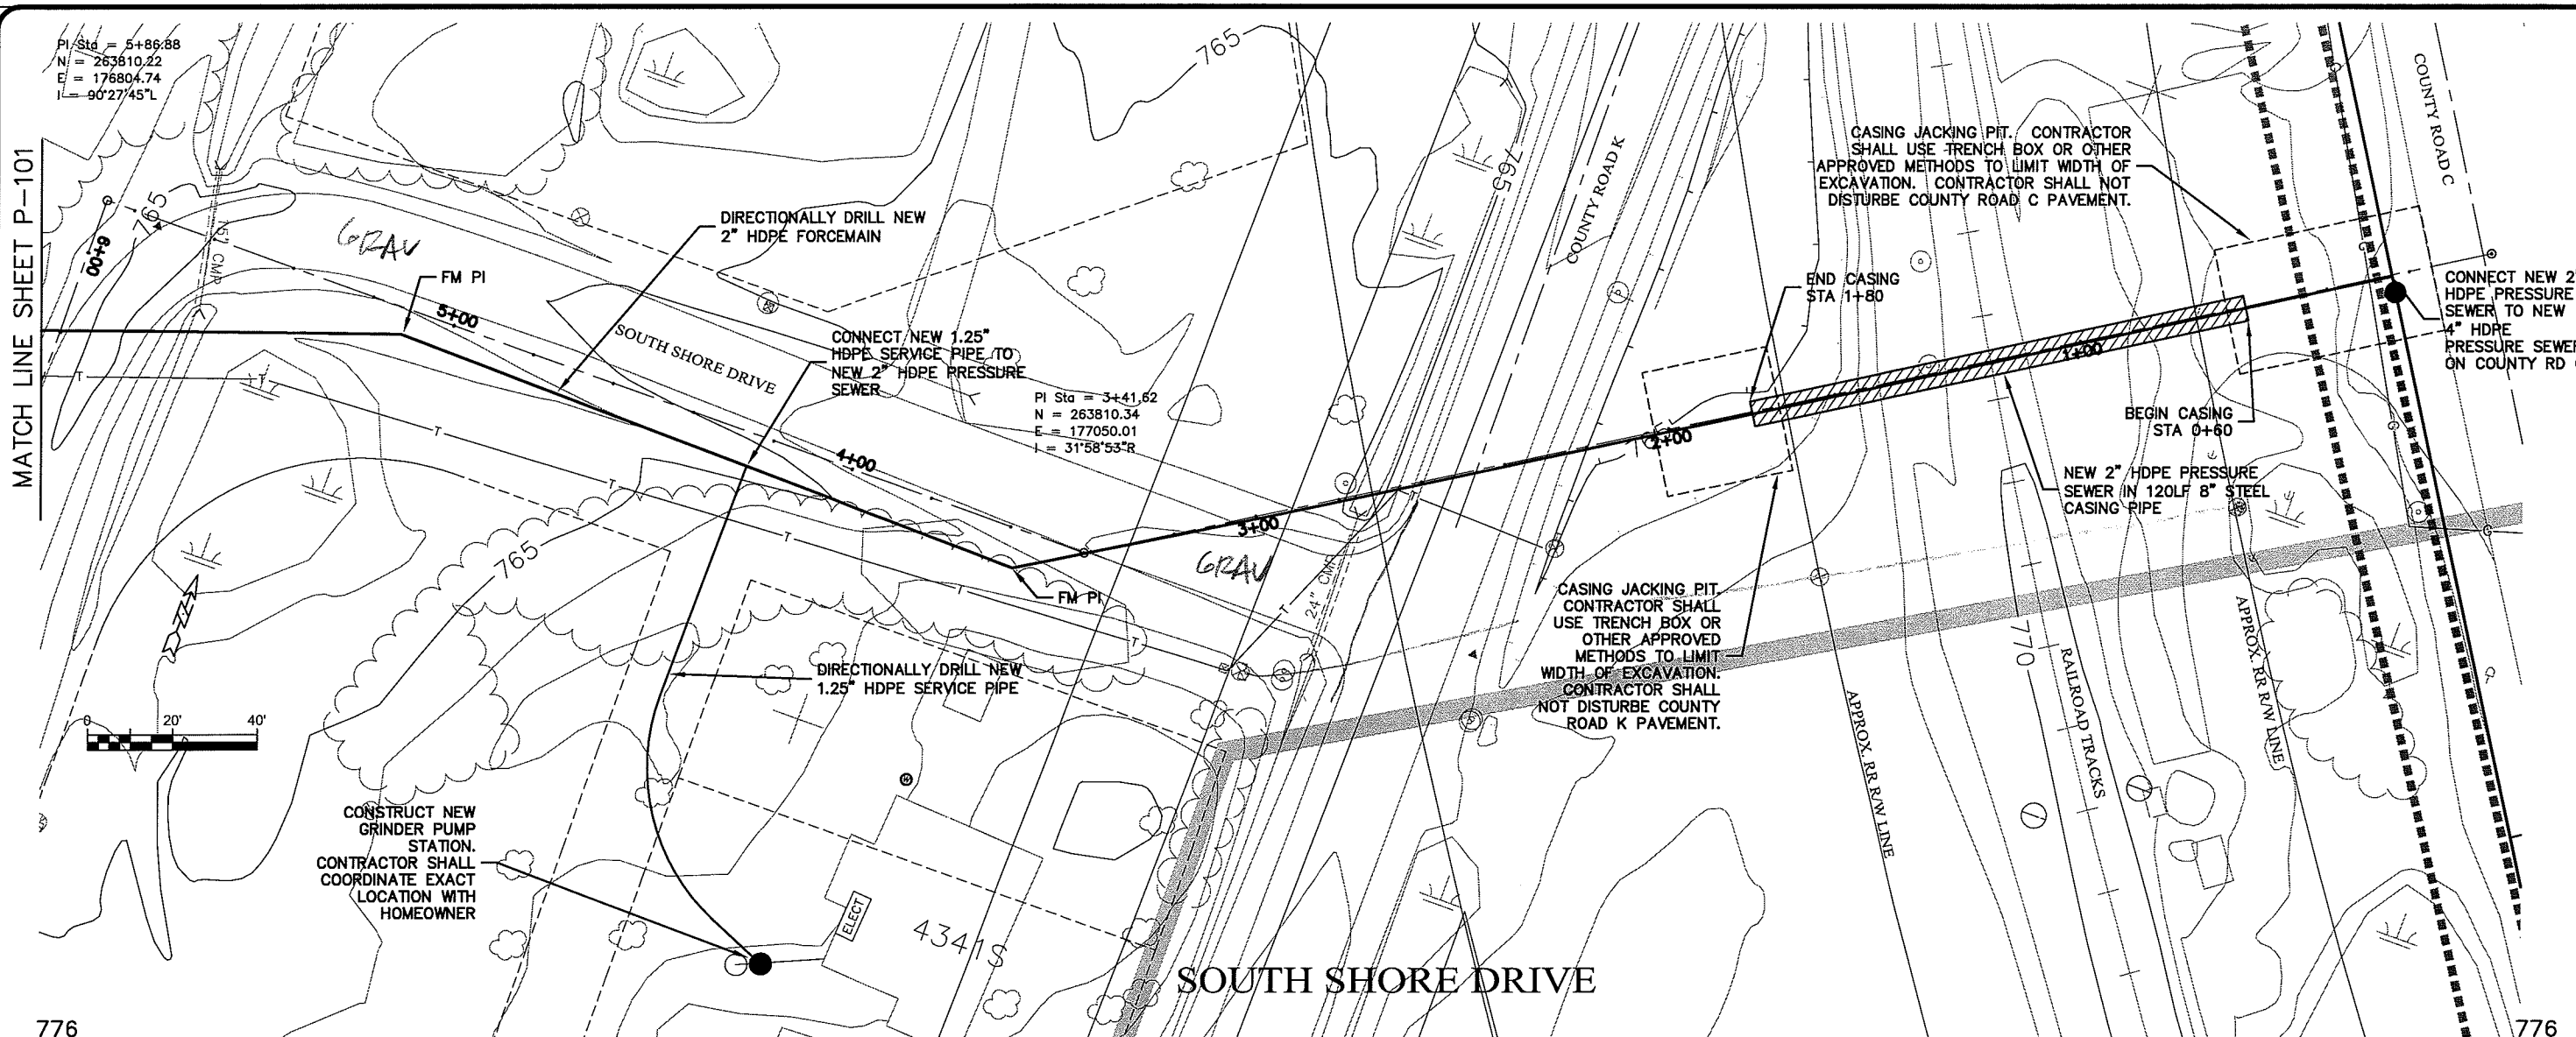 PI Sta = 5+86.88
N = 263810.22
E = 176804.74
I = 90°27'45"L
MATCH LINE SHEET P-101
6+00
765
15" CMP
GRAV
FM PI
5+00
DIRECTIONALLY DRILL NEW
2" HDPE FORCEMAIN
SOUTH SHORE DRIVE
CONNECT NEW 1.25"
HDPE SERVICE PIPE TO
NEW 2" HDPE PRESSURE
SEWER
4+00
PI Sta = 3+41.62
N = 263810.34
E = 177050.01
I = 31°58'53"R
765
765
COUNTY ROAD K
CASING JACKING PIT. CONTRACTOR
SHALL USE TRENCH BOX OR OTHER
APPROVED METHODS TO LIMIT WIDTH OF
EXCAVATION. CONTRACTOR SHALL NOT
DISTURBE COUNTY ROAD C PAVEMENT.
COUNTY ROAD C
END CASING
STA 1+80
1+00
CONNECT NEW 2"
HDPE PRESSURE
SEWER TO NEW
4" HDPE
PRESSURE SEWER
ON COUNTY RD
BEGIN CASING
STA 0+60
2+00
NEW 2" HDPE PRESSURE
SEWER IN 120LF 8" STEEL
CASING PIPE
3+00
GRAV
24" CMP
FM PI
765
T
T
T
T
T
T
DIRECTIONALLY DRILL NEW
1.25" HDPE SERVICE PIPE
CASING JACKING PIT.
CONTRACTOR SHALL
USE TRENCH BOX OR
OTHER APPROVED
METHODS TO LIMIT
WIDTH OF EXCAVATION.
CONTRACTOR SHALL
NOT DISTURBE COUNTY
ROAD K PAVEMENT.
770
RAILROAD TRACKS
APPROX. RR R/W LINE
APPROX. RR R/W LINE
N
0 20' 40'
CONSTRUCT NEW
GRINDER PUMP
STATION.
CONTRACTOR SHALL
COORDINATE EXACT
LOCATION WITH
HOMEOWNER
ELECT
4341S
SOUTH SHORE DRIVE
776
776